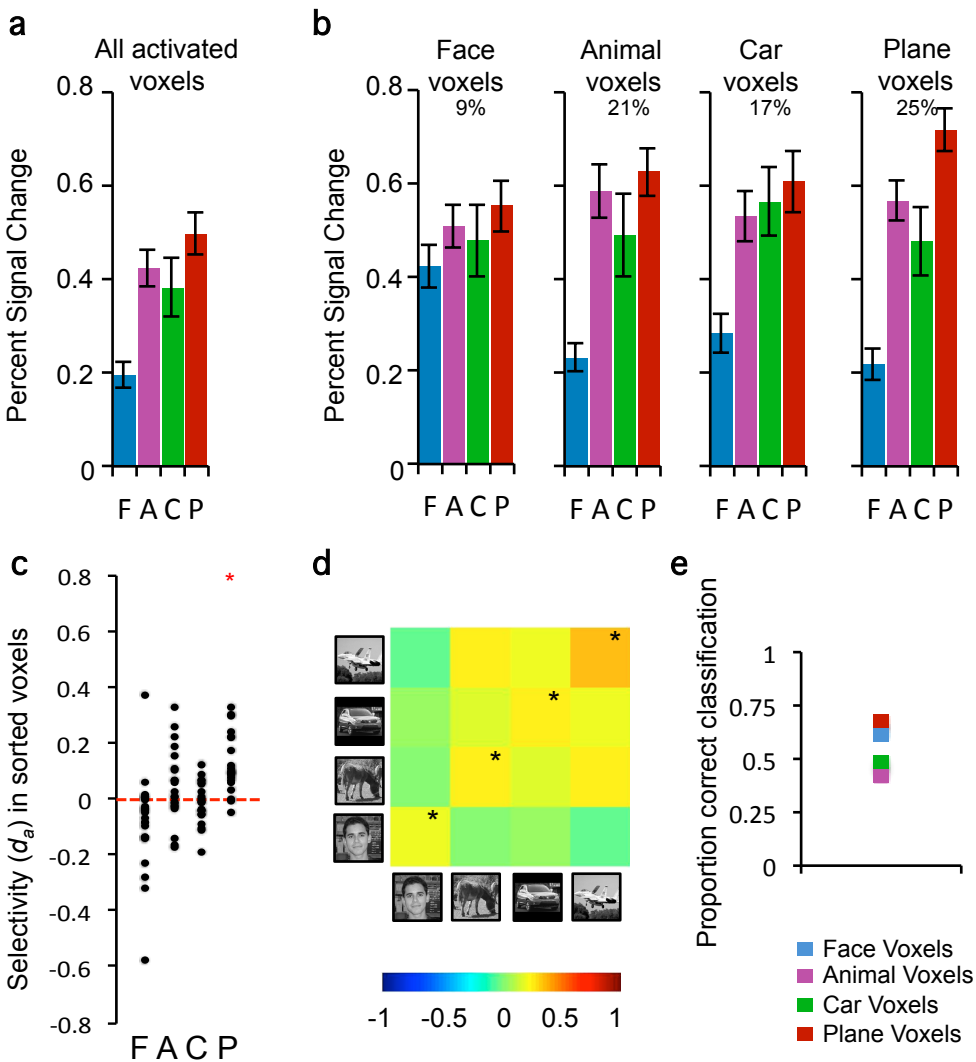 a
All activated
voxels
Percent Signal Change
0.8
0.6
0.4
0.2
0
F A C P
b
Percent Signal Change
0.8
0.6
0.4
0.2
0
Face
voxels
9%
F A C P
Animal
voxels
21%
F A C P
Car
voxels
17%
F A C P
Plane
voxels
25%
F A C P
c
Selectivity (dₐ) in sorted voxels
0.8
0.6
0.4
0.2
0
-0.2
-0.4
-0.6
-0.8
*
F A C P
d
*
*
*
*
-1 -0.5 0 0.5 1
e
Proportion correct classification
1
0.75
0.5
0.25
0
Face Voxels
Animal Voxels
Car Voxels
Plane Voxels